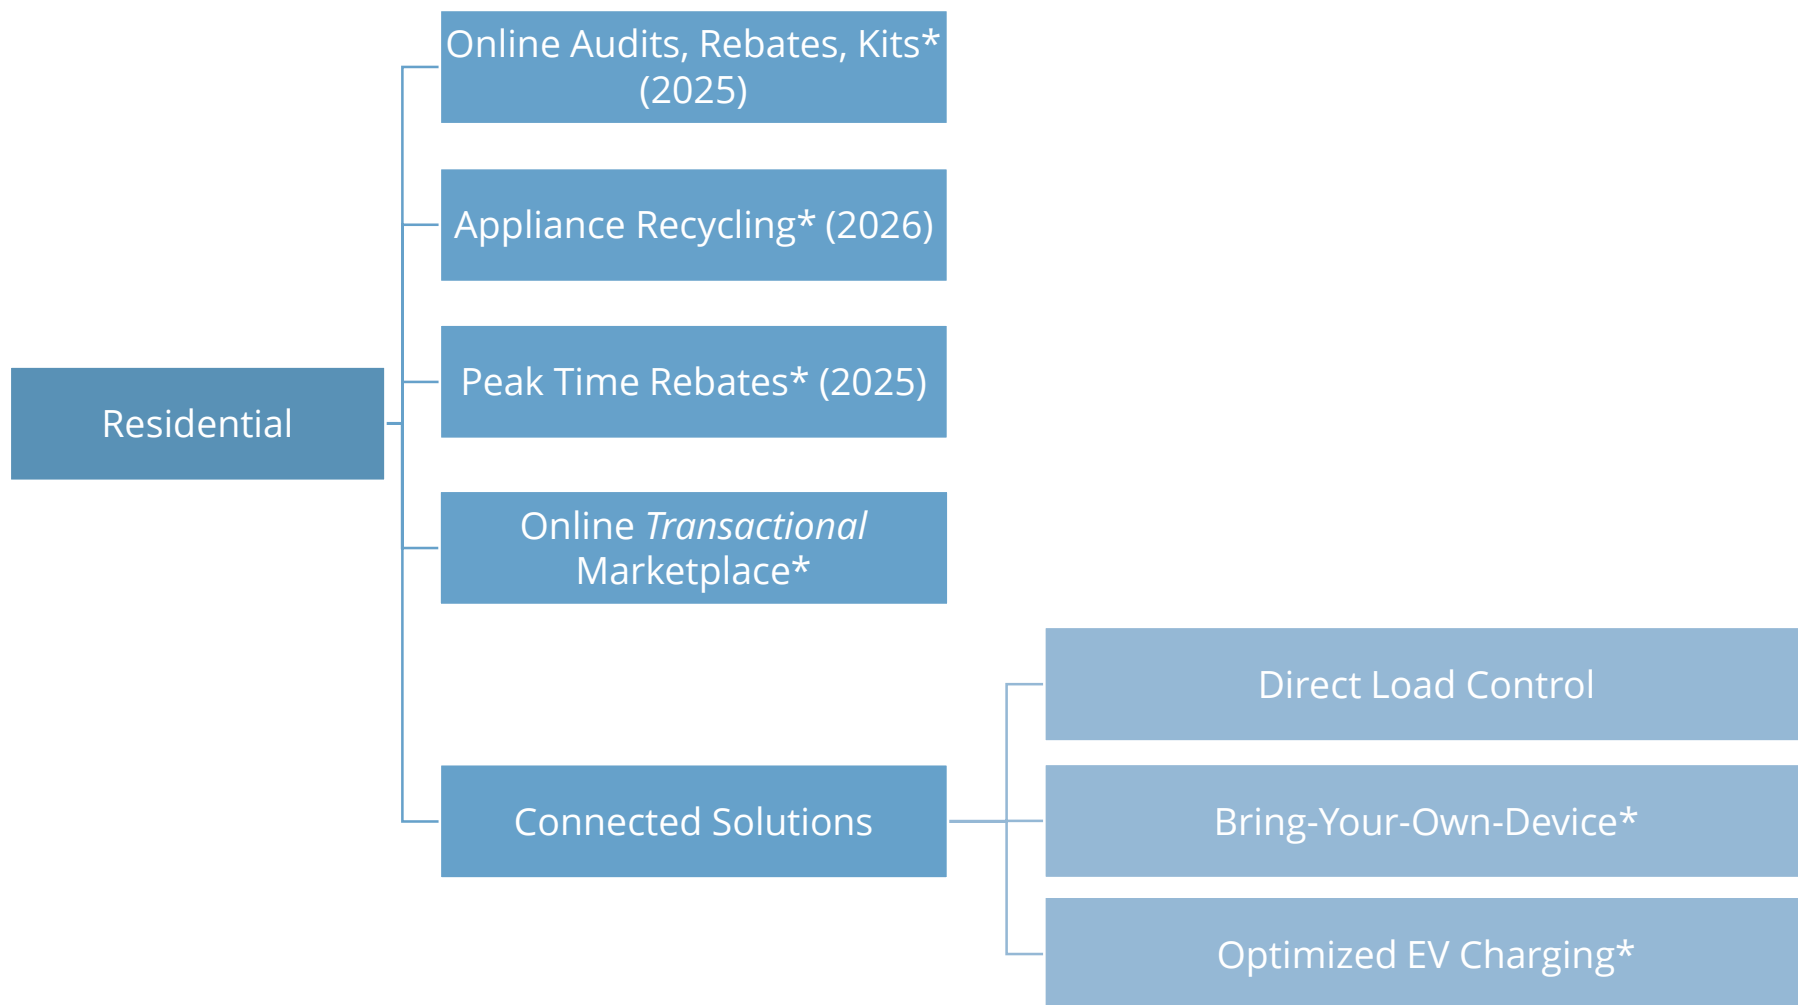 Online Audits, Rebates, Kits*
(2025)
Appliance Recycling* (2026)
Peak Time Rebates* (2025)
Residential
Online Transactional
Marketplace*
Direct Load Control
Connected Solutions
Bring-Your-Own-Device*
Optimized EV Charging*